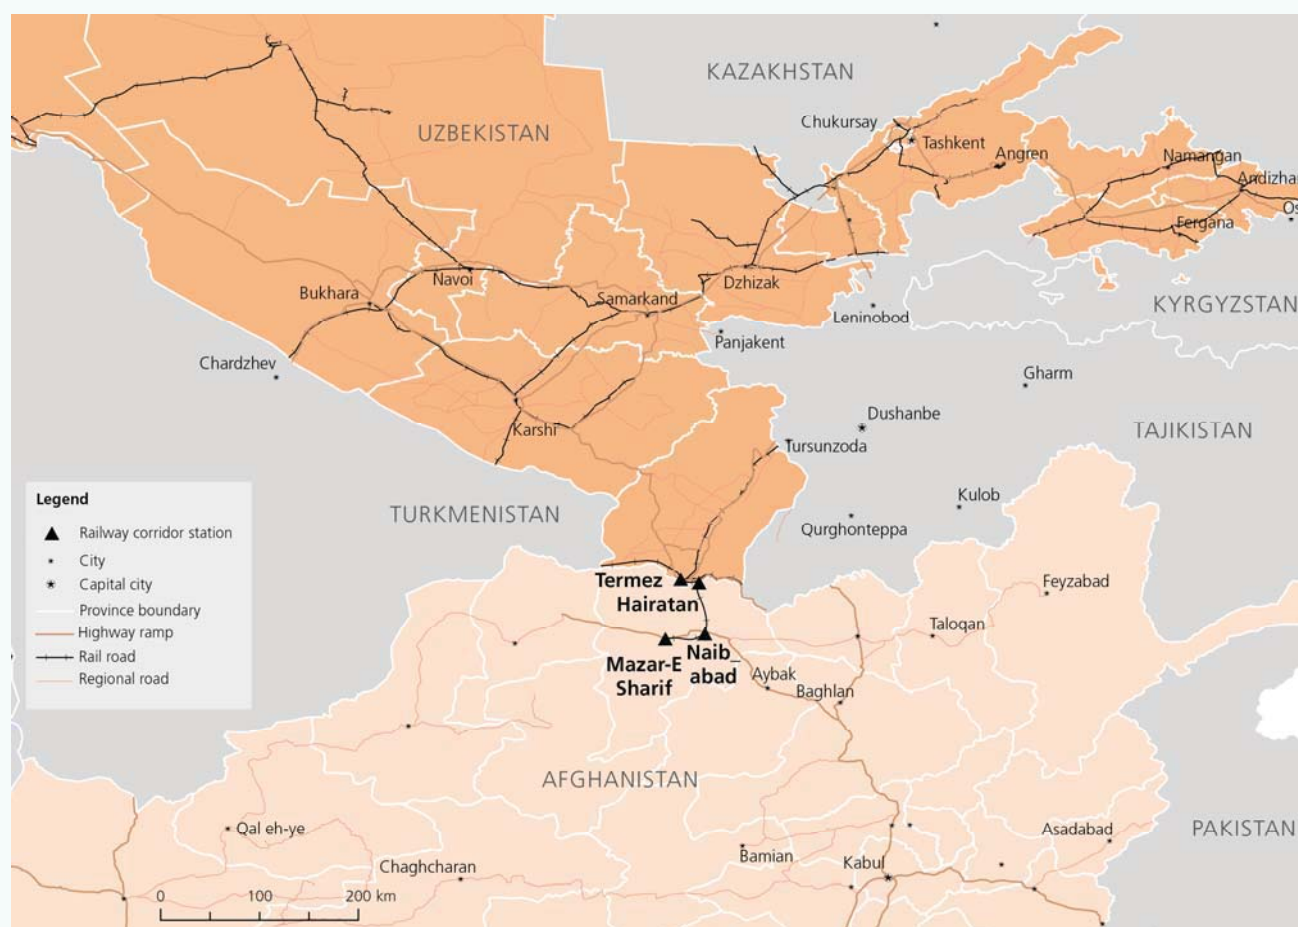 KAZAKHSTAN
Chukursay
UZBEKISTAN
Tashkent
Angren
Namangan
Andizhan
Os
Fergana
Navoi
Bukhara
Samarkand
Dzhizak
Leninobod
KYRGYZSTAN
Panjakent
Chardzhev
Gharm
Dushanbe
Karshi
Tursunzoda
TAJIKISTAN
Legend
Railway corridor station
City
Capital city
Province boundary
Highway ramp
Rail road
Regional road
TURKMENISTAN
Kulob
Qurghonteppa
Termez
Hairatan
Feyzabad
Taloqan
Mazar-E
Sharif
Naib_
abad
Aybak
Baghlan
AFGHANISTAN
Qal eh-ye
Asadabad
PAKISTAN
Chaghcharan
Bamian
Kabul
0 100 200 km